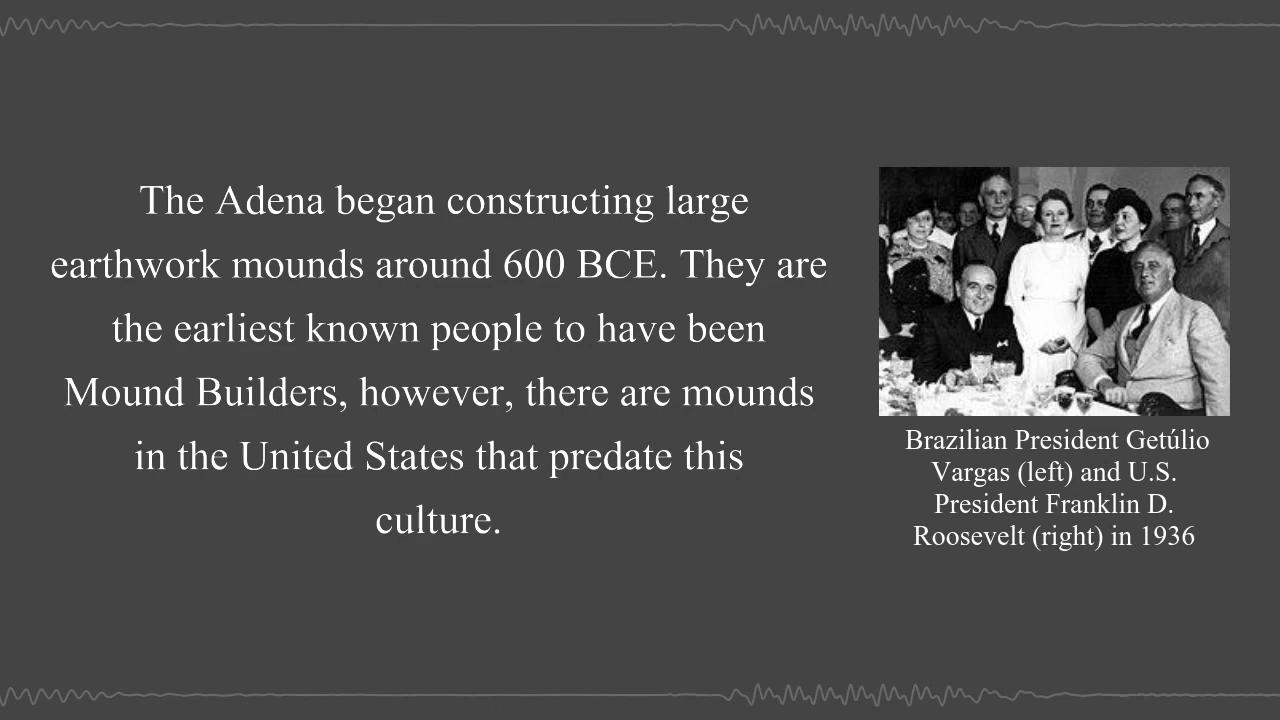 The Adena began constructing large
earthwork mounds around 600 BCE. They are
the earliest known people to have been
Mound Builders, however, there are mounds
in the United States that predate this
culture.
Brazilian President Getúlio
Vargas (left) and U.S.
President Franklin D.
Roosevelt (right) in 1936